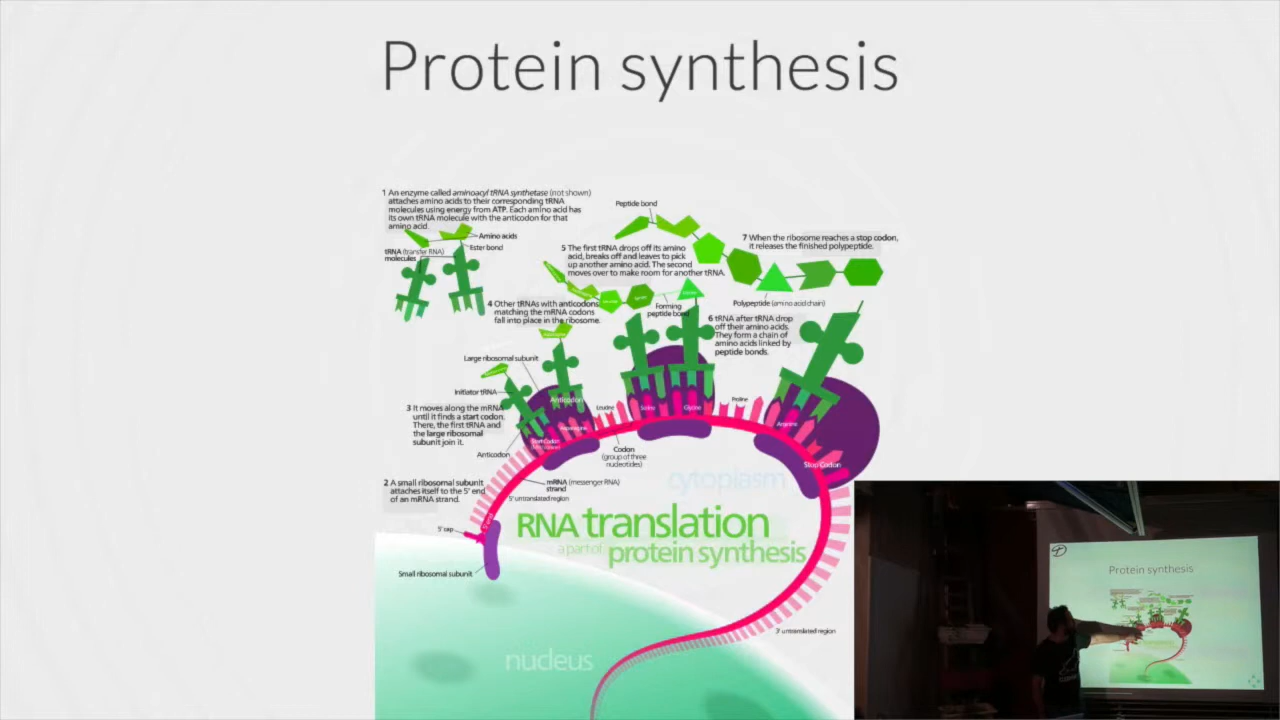 Protein synthesis
1 An enzyme called aminoacyl tRNA synthetase (not shown)
attaches amino acids to their corresponding tRNA
molecules using energy from ATP. Each amino acid has
its own tRNA molecule with the anticodon for that
amino acid.
Amino acids
Ester bond
tRNA (transfer RNA)
molecules
Peptide bond
5 The first tRNA drops off its amino
acid, breaks off and leaves to pick
up another amino acid. The second
moves over to make room for another tRNA.
7 When the ribosome reaches a stop codon,
it releases the finished polypeptide.
4 Other tRNAs with anticodons
matching the mRNA codons
fall into place in the ribosome.
Forming
peptide bond
Polypeptide (amino acid chain)
6 tRNA after tRNA drop
off their amino acids.
They form a chain of
amino acids linked by
peptide bonds.
Large ribosomal subunit
Initiator tRNA
Anticodon
3 It moves along the mRNA
until it finds a start codon.
There, the first tRNA and
the large ribosomal
subunit join it.
Leucine
Serine
Glycine
Proline
Arginine
Start Codon
Anticodon
Codon
(group of three
nucleotides)
Stop Codon
2 A small ribosomal subunit
attaches itself to the 5' end
of an mRNA strand.
mRNA (messenger RNA)
strand
5' untranslated region
cytoplasm
5' cap
RNA translation
a part of protein synthesis
Small ribosomal subunit
3' untranslated region
nucleus
Protein synthesis